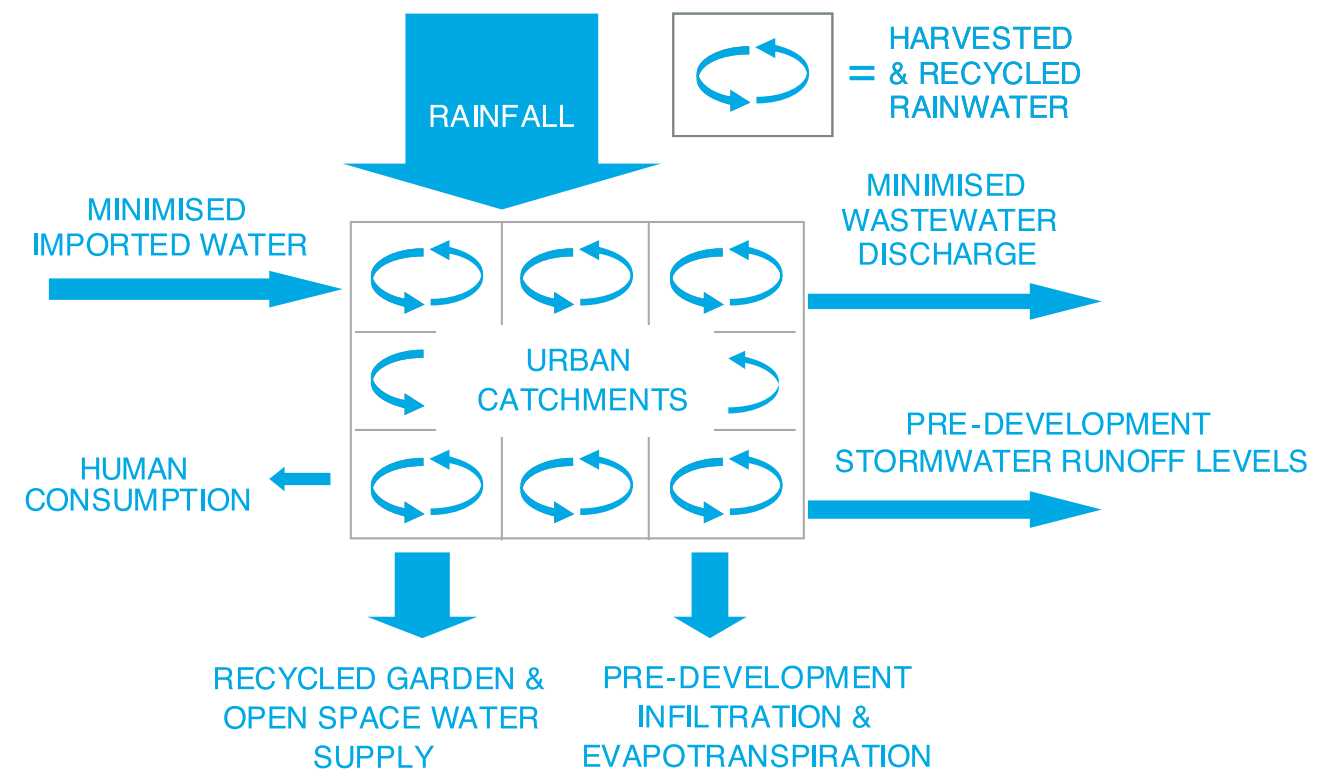 RAINFALL
=
HARVESTED
& RECYCLED
RAINWATER
MINIMISED
IMPORTED WATER
MINIMISED
WASTEWATER
DISCHARGE
URBAN
CATCHMENTS
HUMAN
CONSUMPTION
PRE-DEVELOPMENT
STORMWATER RUNOFF LEVELS
RECYCLED GARDEN &
OPEN SPACE WATER
SUPPLY
PRE-DEVELOPMENT
INFILTRATION &
EVAPOTRANSPIRATION